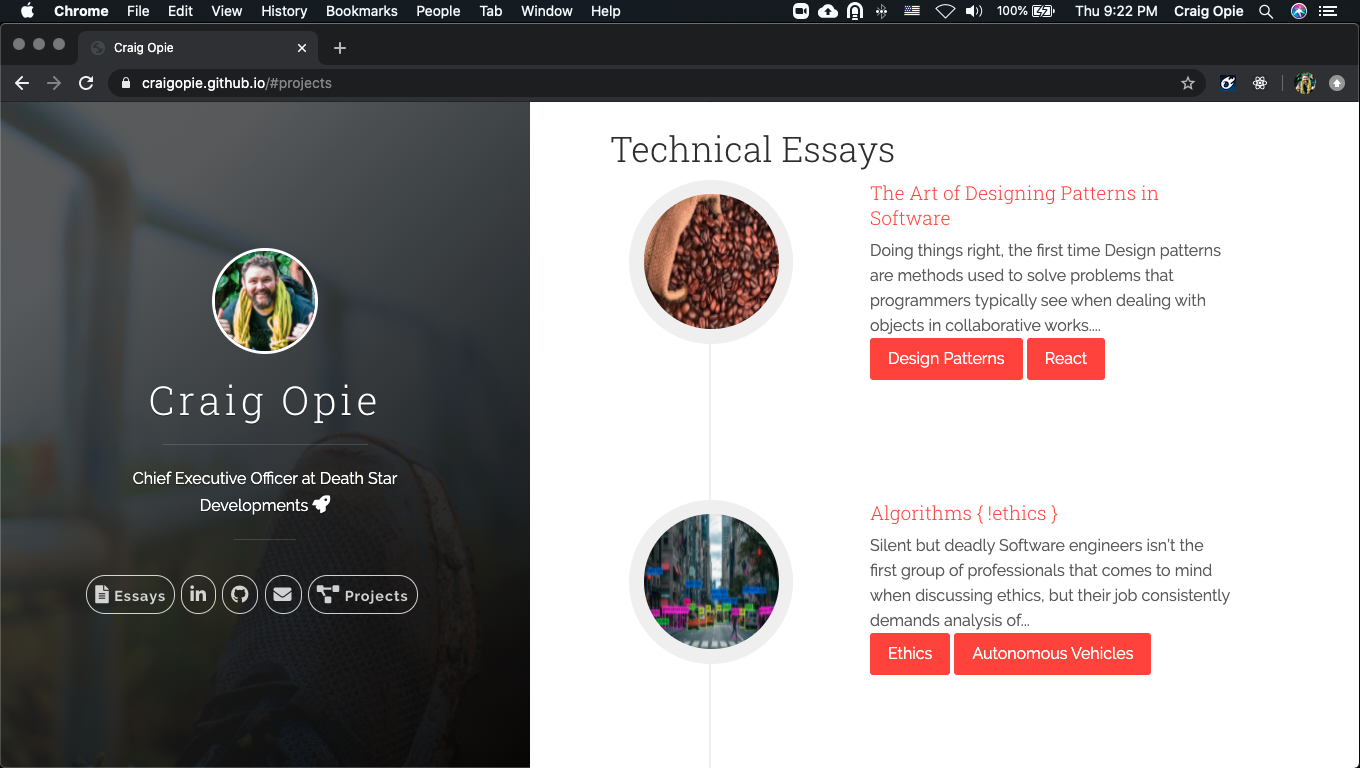 Chrome File Edit View History Bookmarks People Tab Window Help 100% Thu 9:22 PM Craig Opie
Craig Opie
craigopie.github.io/#projects
Craig Opie
Chief Executive Officer at Death Star
Developments
Essays
Projects
Technical Essays
The Art of Designing Patterns in
Software
Doing things right, the first time Design patterns
are methods used to solve problems that
programmers typically see when dealing with
objects in collaborative works....
Design Patterns React
Algorithms { !ethics }
Silent but deadly Software engineers isn't the
first group of professionals that comes to mind
when discussing ethics, but their job consistently
demands analysis of...
Ethics Autonomous Vehicles